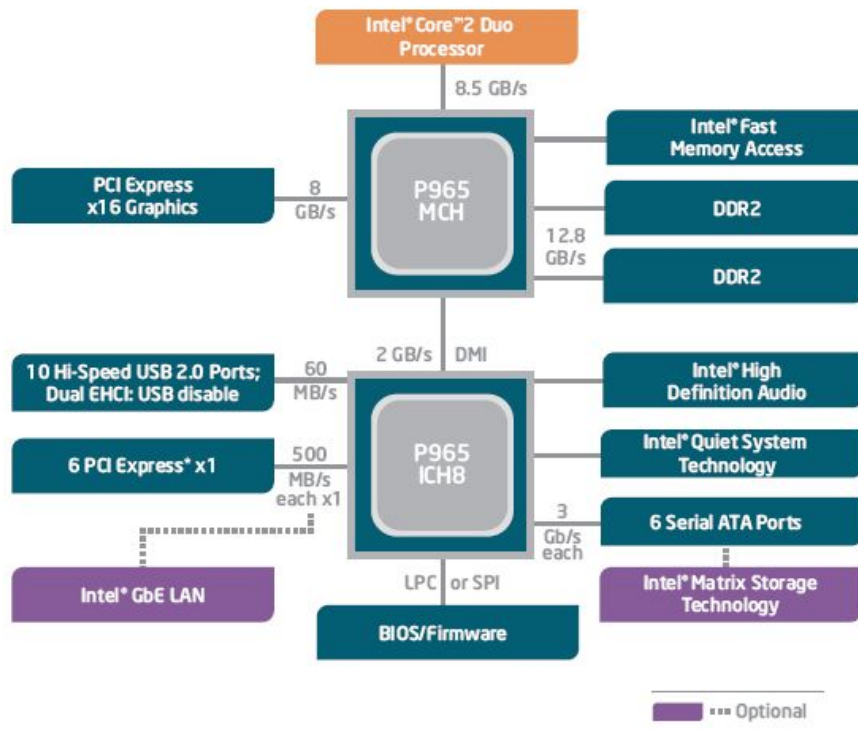 Intel® Core™2 Duo
Processor
8.5 GB/s
P965
MCH
PCI Express
x16 Graphics
8
GB/s
Intel® Fast
Memory Access
DDR2
12.8
GB/s
DDR2
2 GB/s DMI
10 Hi-Speed USB 2.0 Ports;
Dual EHCI: USB disable
60
MB/s
P965
ICH8
Intel® High
Definition Audio
6 PCI Express* x1
500
MB/s
each x1
Intel® Quiet System
Technology
3
Gb/s
each
6 Serial ATA Ports
Intel® GbE LAN
LPC or SPI
Intel® Matrix Storage
Technology
BIOS/Firmware
Optional